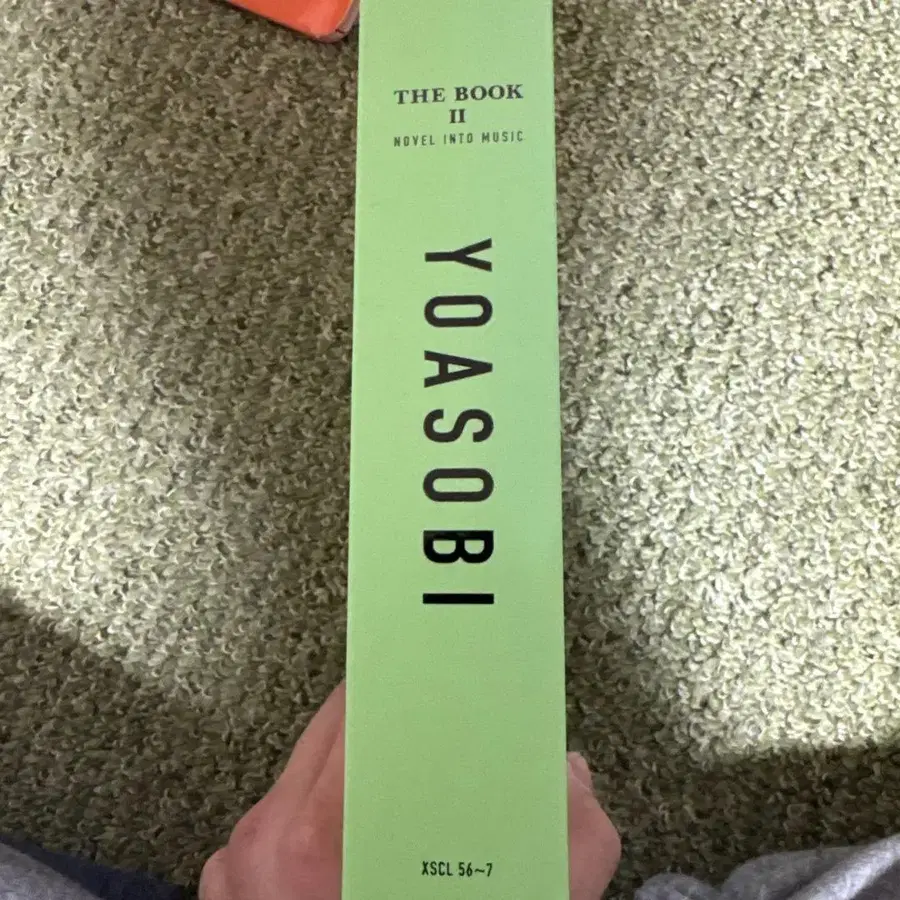 THE BOOK
II
NOVEL INTO MUSIC
YOASOBI
XSCL 56~7